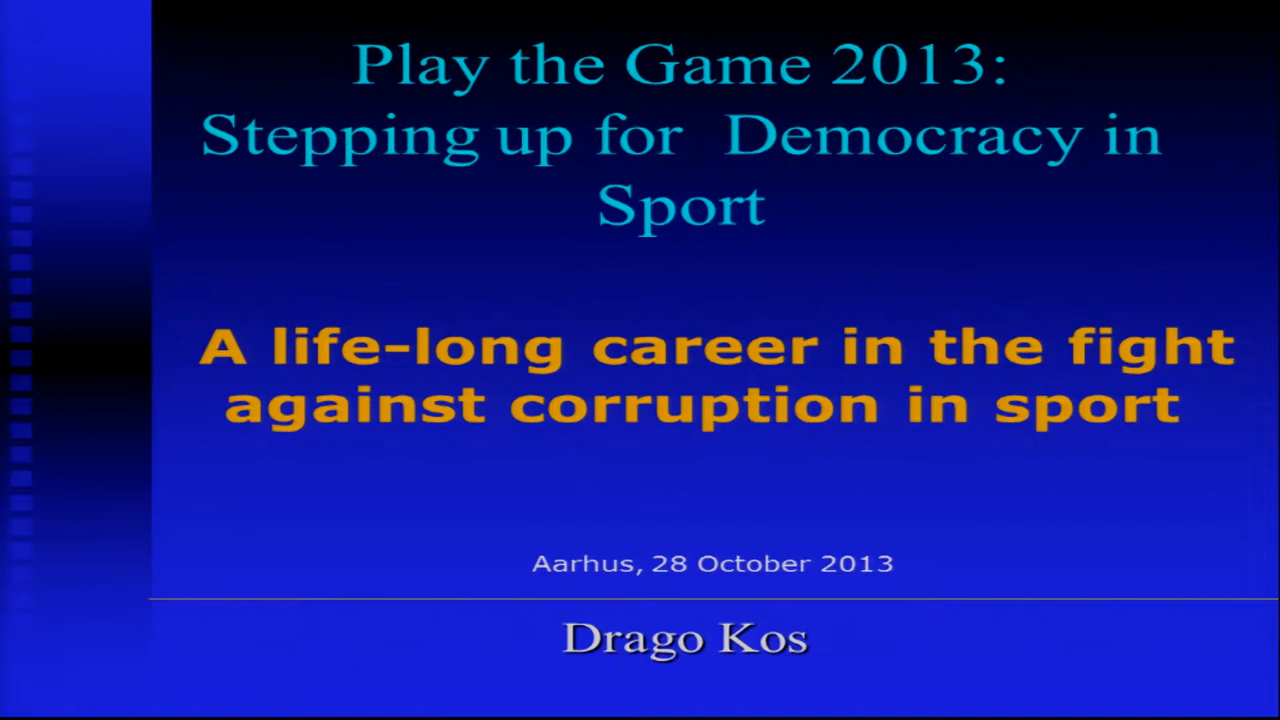 Play the Game 2013:
Stepping up for Democracy in
Sport
A life-long career in the fight
against corruption in sport
Aarhus, 28 October 2013
Drago Kos